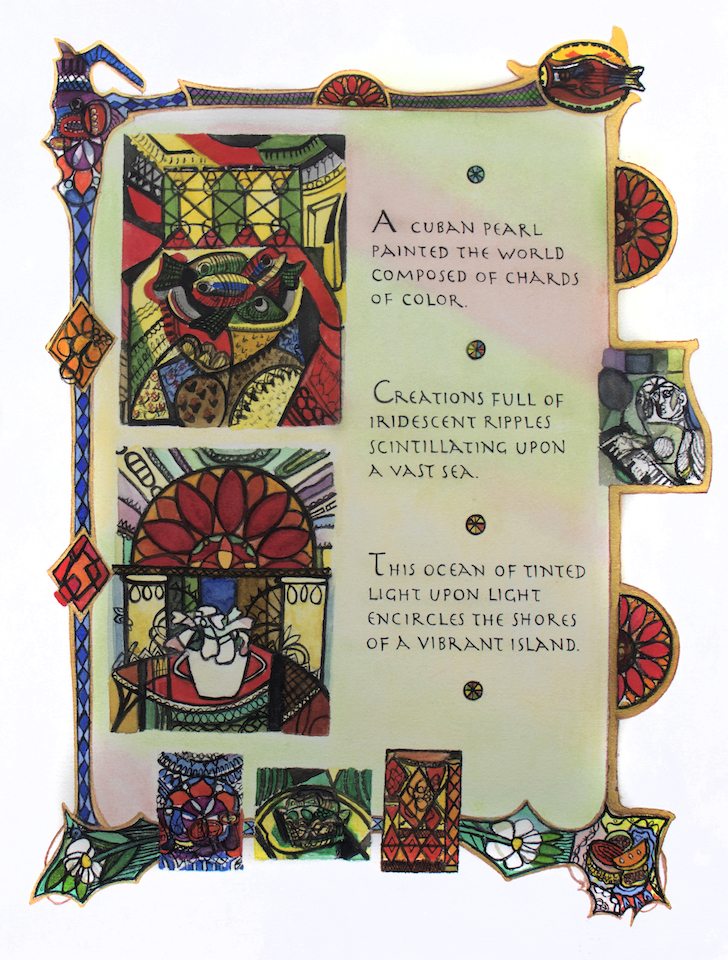 A CUBAN PEARL
PAINTED THE WORLD
COMPOSED OF CHARDS
OF COLOR.
CREATIONS FULL OF
IRIDESCENT RIPPLES
SCINTILLATING UPON
A VAST SEA.
THIS OCEAN OF TINTED
LIGHT UPON LIGHT
ENCIRCLES THE SHORES
OF A VIBRANT ISLAND.